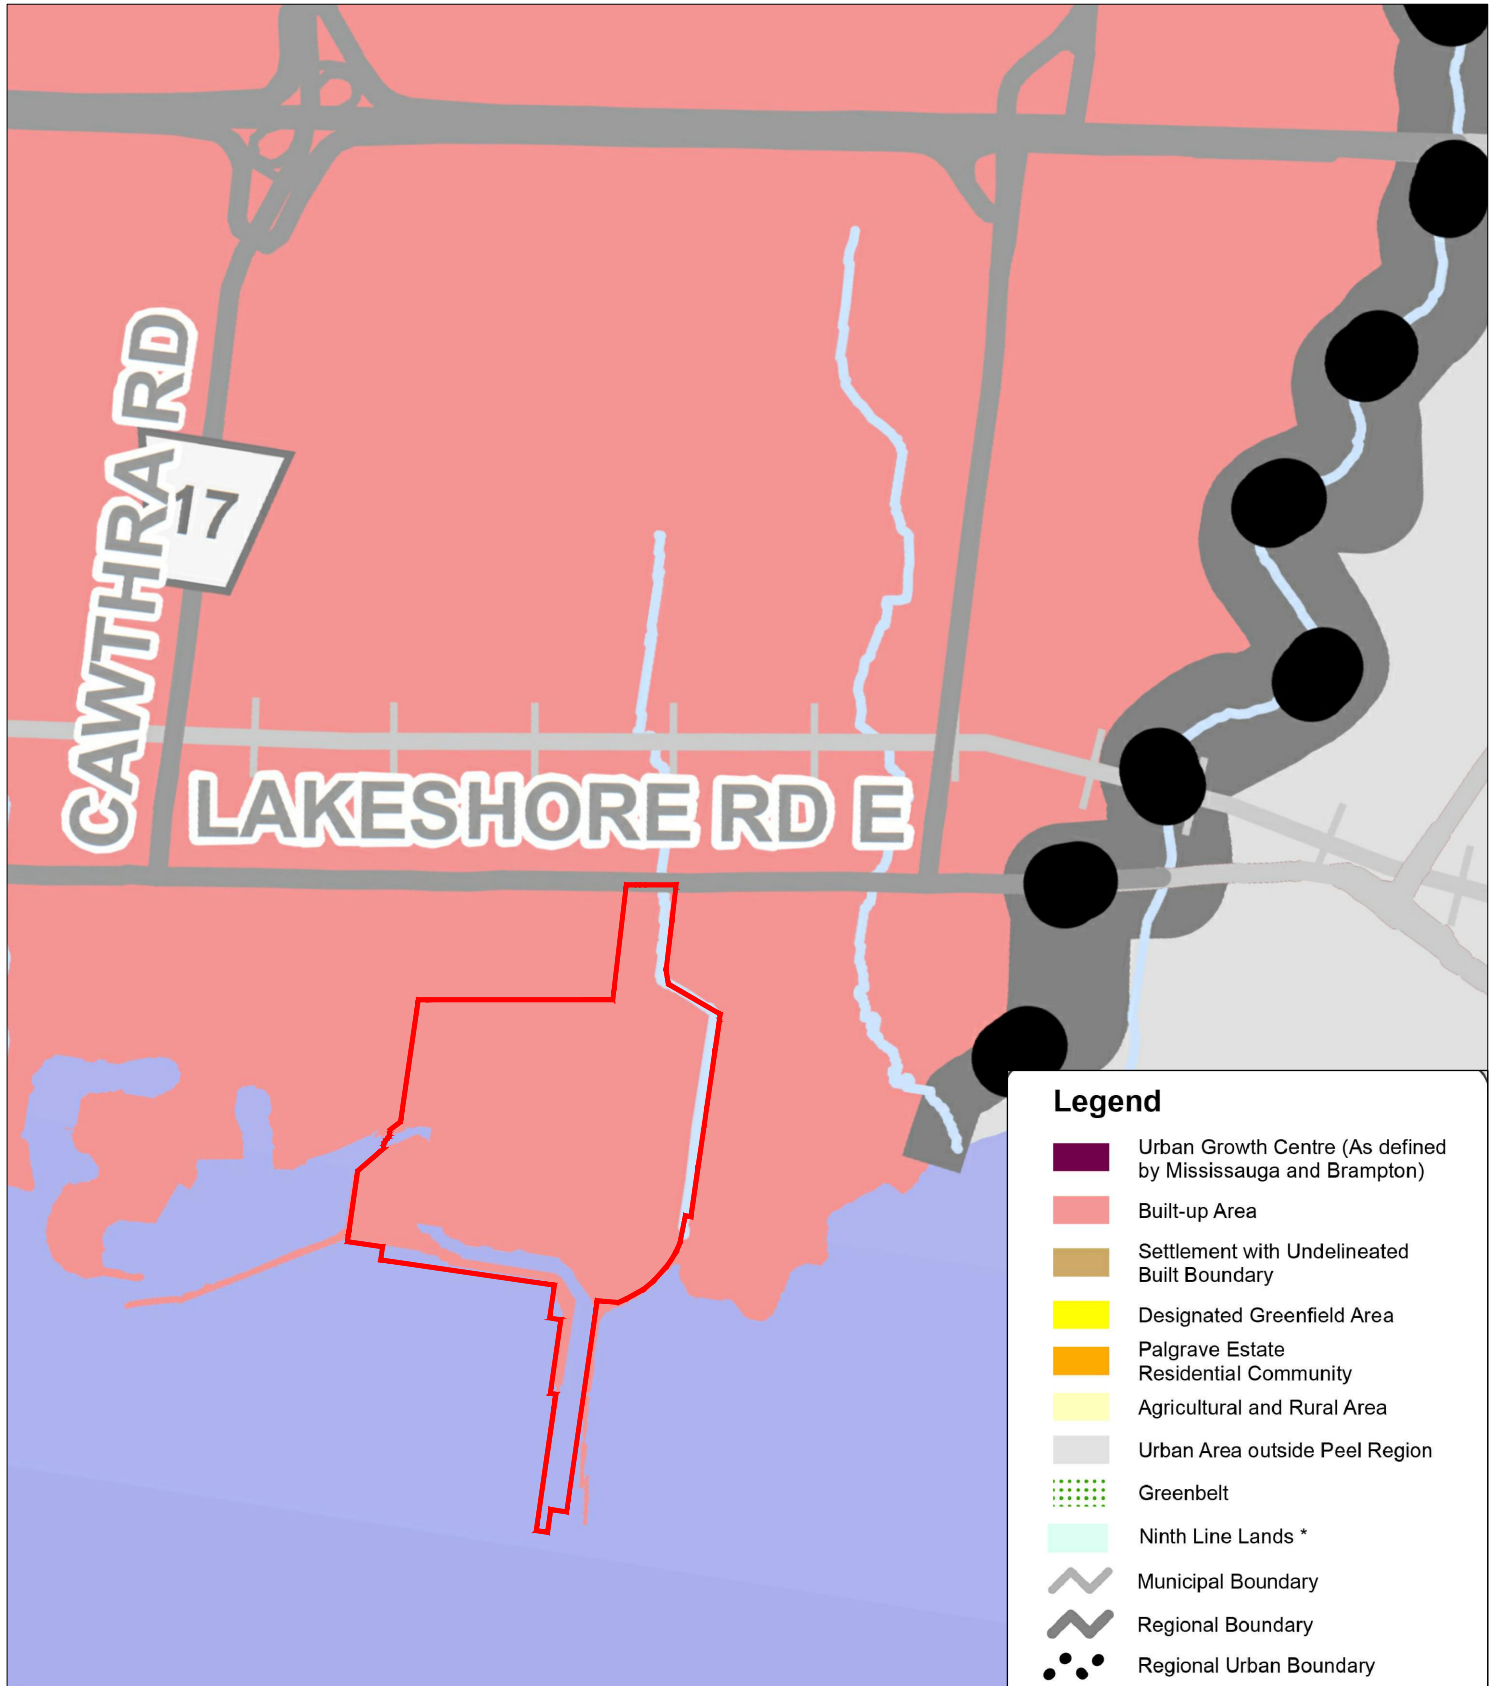 CAWTHRA RD
17
LAKESHORE RD E
Legend
Urban Growth Centre (As defined
by Mississauga and Brampton)
Built-up Area
Settlement with Undelineated
Built Boundary
Designated Greenfield Area
Palgrave Estate
Residential Community
Agricultural and Rural Area
Urban Area outside Peel Region
Greenbelt
Ninth Line Lands *
Municipal Boundary
Regional Boundary
Regional Urban Boundary